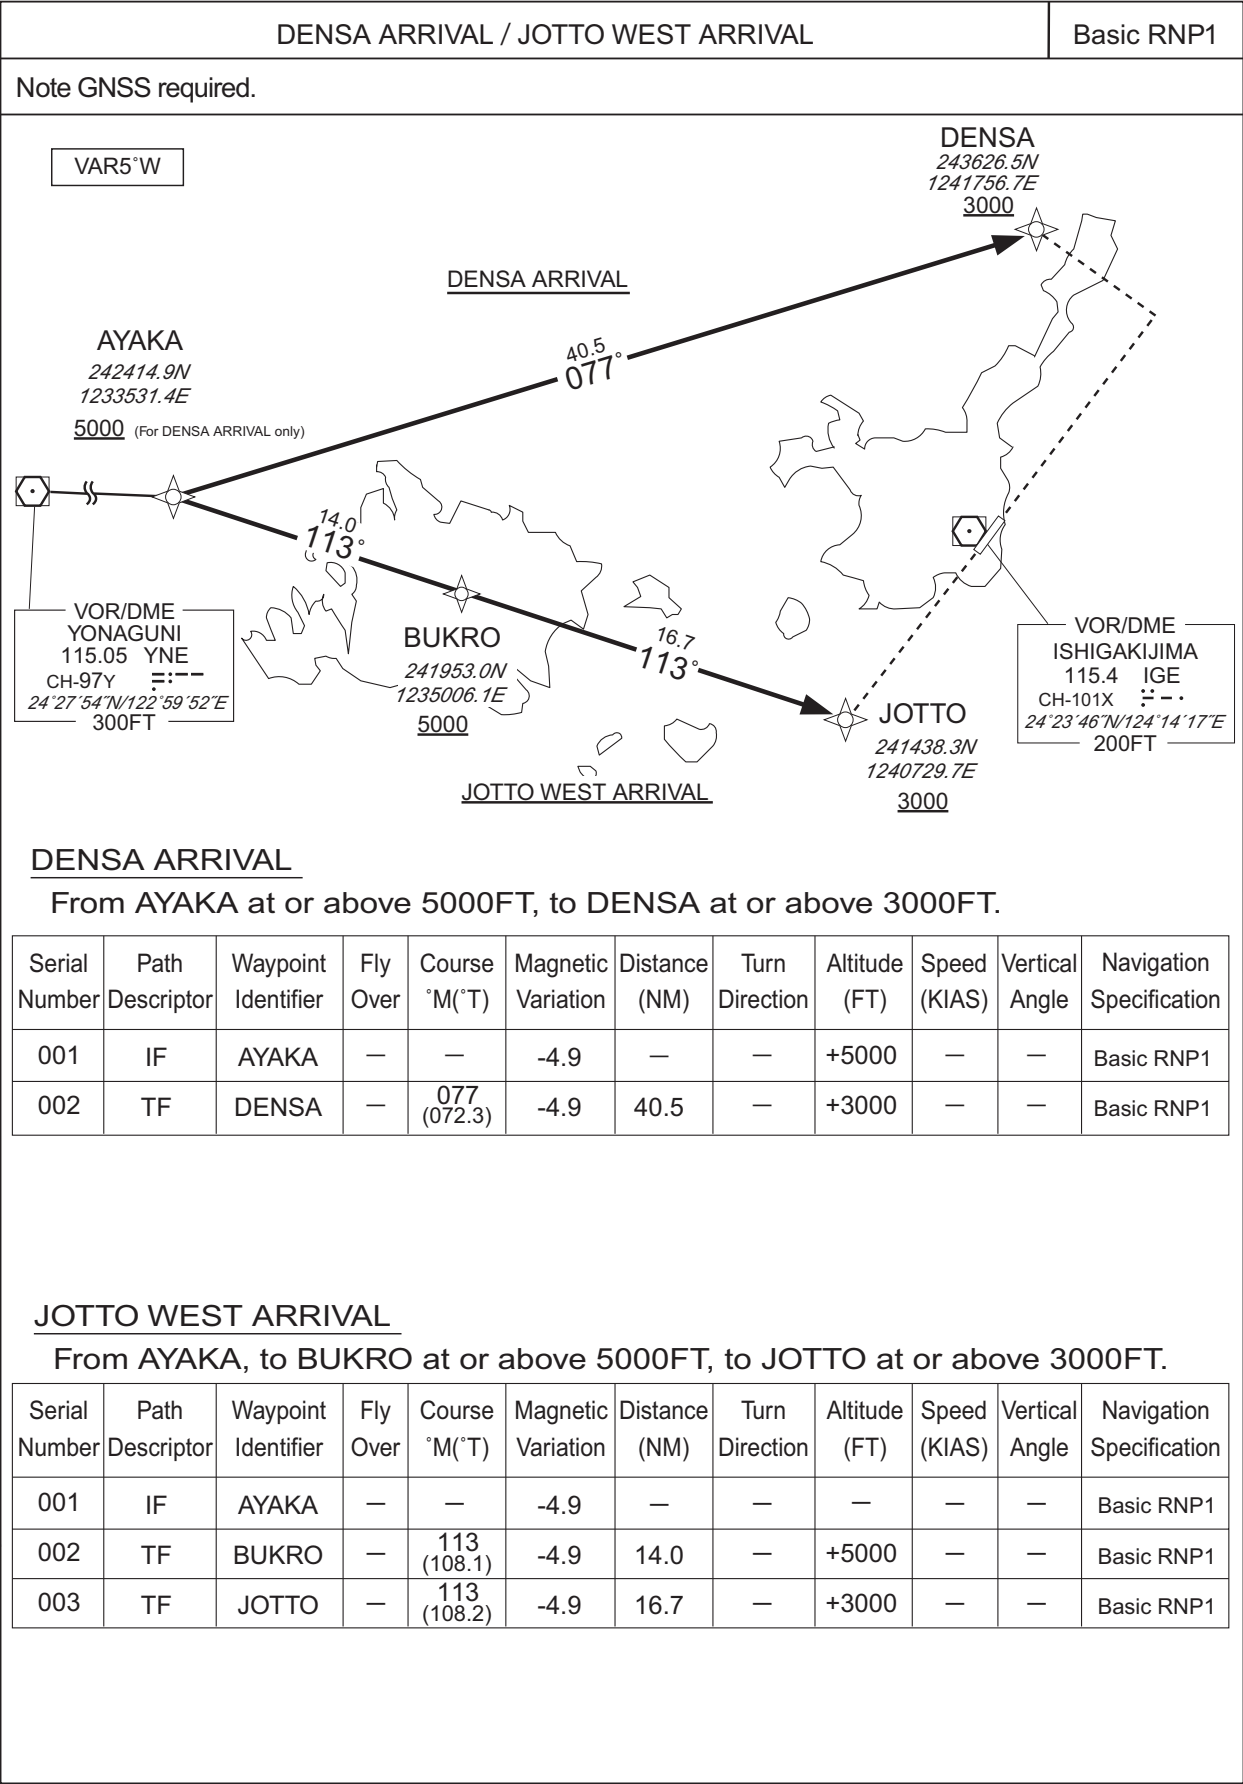 DENSA ARRIVAL / JOTTO WEST ARRIVAL
Basic RNP1
Note GNSS required.
VAR5˚W
DENSA
243626.5N
1241756.7E
3000
DENSA ARRIVAL
AYAKA
242414.9N
1233531.4E
5000 (For DENSA ARRIVAL only)
40.5
077˚
14.0
113˚
VOR/DME
YONAGUNI
115.05 YNE
CH-97Y
24˚27´54˝N/122˚59´52˝E
300FT
BUKRO
241953.0N
1235006.1E
5000
16.7
113˚
VOR/DME
ISHIGAKIJIMA
115.4 IGE
CH-101X
24˚23´46˝N/124˚14´17˝E
200FT
JOTTO
241438.3N
1240729.7E
3000
JOTTO WEST ARRIVAL
DENSA ARRIVAL
From AYAKA at or above 5000FT, to DENSA at or above 3000FT.
Serial Path Waypoint Fly Course Magnetic Distance Turn Altitude Speed Vertical Navigation
Number Descriptor Identifier Over ˚M(˚T) Variation (NM) Direction (FT) (KIAS) Angle Specification
001 IF AYAKA — — -4.9 — — +5000 — — Basic RNP1
002 TF DENSA — 077 (072.3) -4.9 40.5 — +3000 — — Basic RNP1
JOTTO WEST ARRIVAL
From AYAKA, to BUKRO at or above 5000FT, to JOTTO at or above 3000FT.
Serial Path Waypoint Fly Course Magnetic Distance Turn Altitude Speed Vertical Navigation
Number Descriptor Identifier Over ˚M(˚T) Variation (NM) Direction (FT) (KIAS) Angle Specification
001 IF AYAKA — — -4.9 — — — — — Basic RNP1
002 TF BUKRO — 113 (108.1) -4.9 14.0 — +5000 — — Basic RNP1
003 TF JOTTO — 113 (108.2) -4.9 16.7 — +3000 — — Basic RNP1